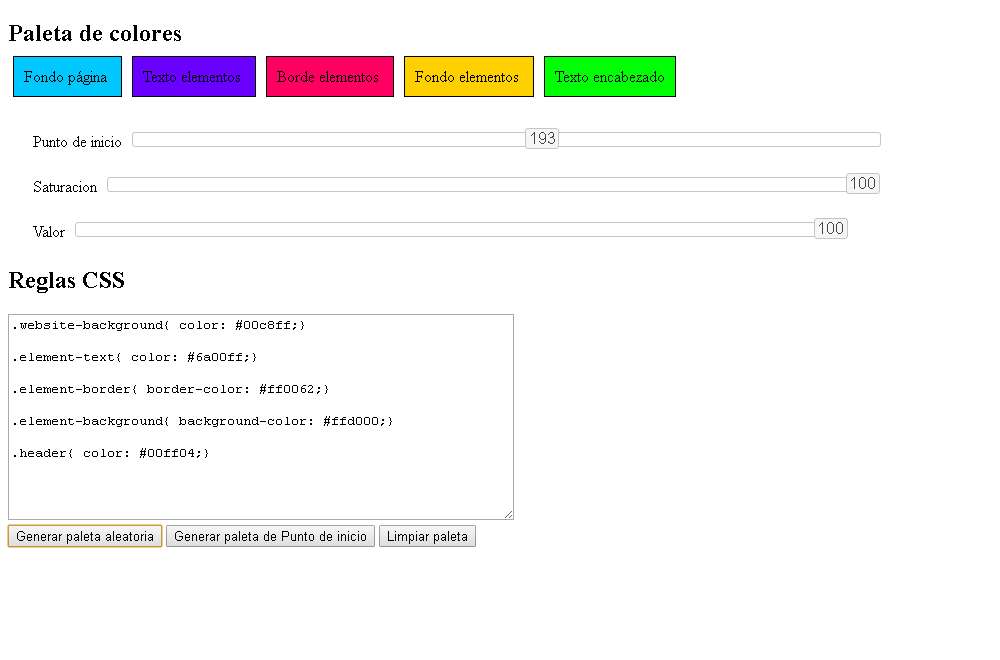 Paleta de colores
Fondo página Texto elementos Borde elementos Fondo elementos Texto encabezado
Punto de inicio 193
Saturacion 100
Valor 100
Reglas CSS
.website-background{ color: #00c8ff;}
.element-text{ color: #6a00ff;}
.element-border{ border-color: #ff0062;}
.element-background{ background-color: #ffd000;}
.header{ color: #00ff04;}
Generar paleta aleatoria Generar paleta de Punto de inicio Limpiar paleta